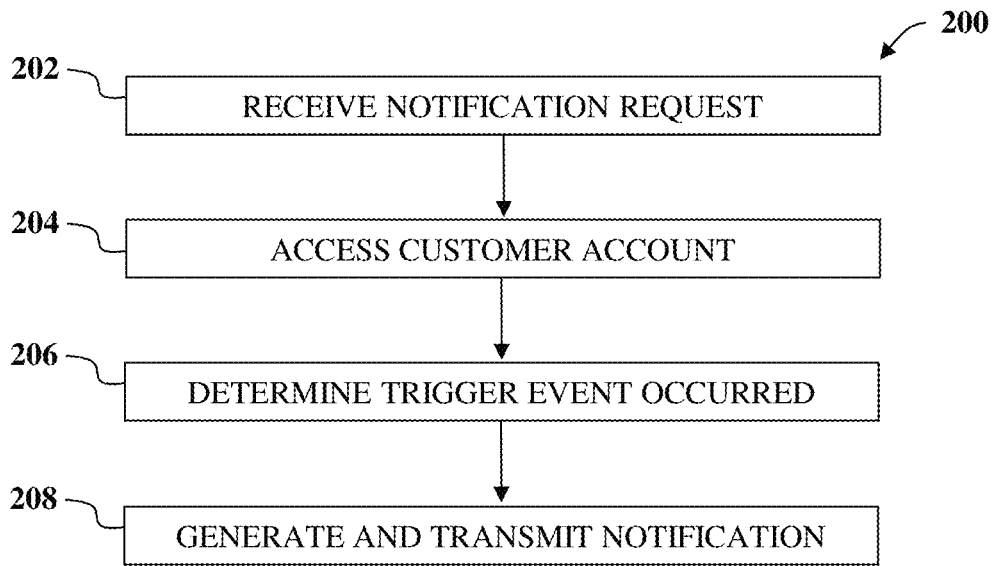 200
202
RECEIVE NOTIFICATION REQUEST
204
ACCESS CUSTOMER ACCOUNT
206
DETERMINE TRIGGER EVENT OCCURRED
208
GENERATE AND TRANSMIT NOTIFICATION